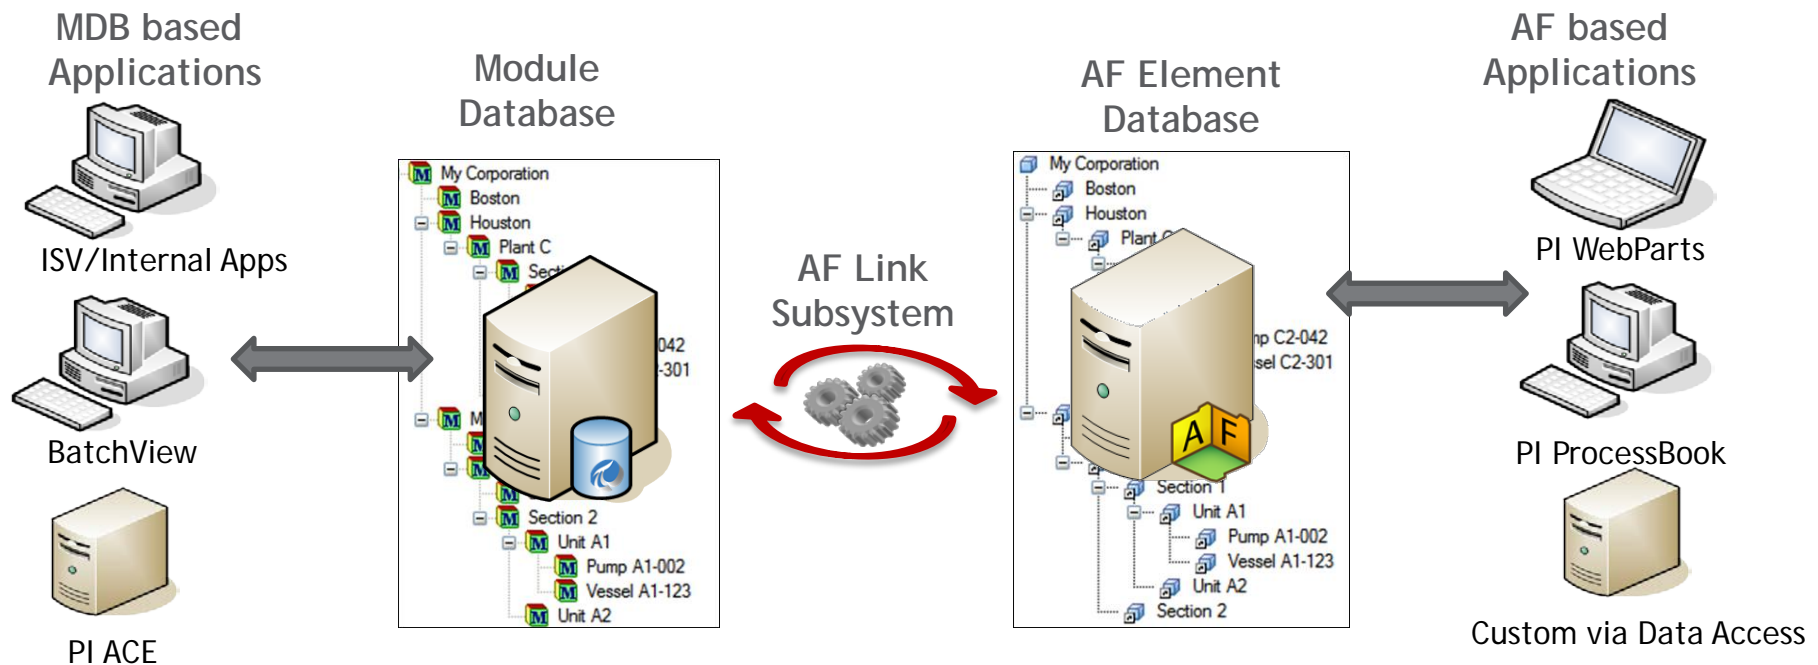 MDB based
Applications
ISV/Internal Apps
BatchView
PI ACE
Module
Database
My Corporation
Boston
Houston
Plant C
042
-301
Section 2
Unit A1
Pump A1-002
Vessel A1-123
Unit A2
AF Link
Subsystem
AF Element
Database
My Corporation
Boston
Houston
Plant
C2-042
C2-301
A F
Section 1
Unit A1
Pump A1-002
Vessel A1-123
Unit A2
Section 2
AF based
Applications
PI WebParts
PI ProcessBook
Custom via Data Access